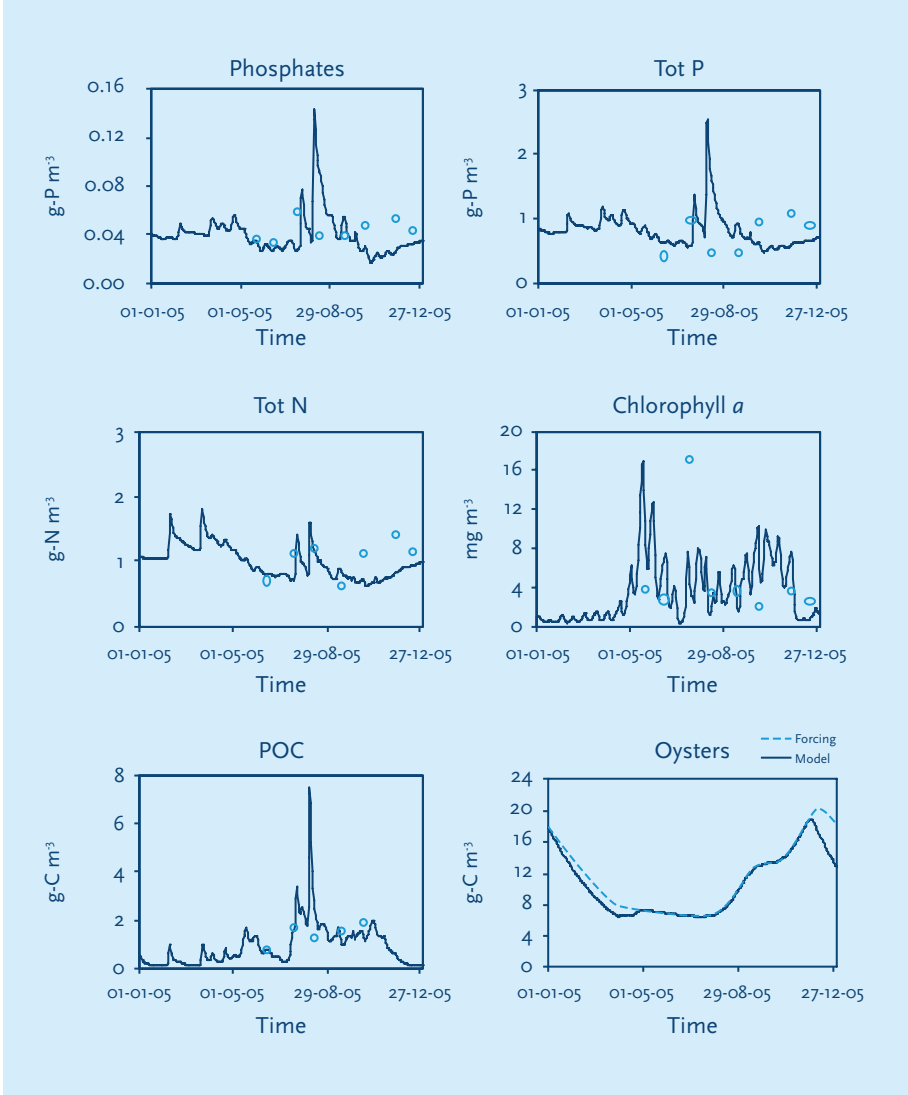 Phosphates
0.16
0.12
0.08
0.04
0.00
g-P m-3
01-01-05 01-05-05 29-08-05 27-12-05
Time
Tot P
3
2
1
0
g-P m-3
01-01-05 01-05-05 29-08-05 27-12-05
Time
Tot N
3
2
1
0
g-N m-3
01-01-05 01-05-05 29-08-05 27-12-05
Time
Chlorophyll a
20
16
12
8
4
0
mg m-3
01-01-05 01-05-05 29-08-05 27-12-05
Time
POC
8
6
4
2
0
g-C m-3
01-01-05 01-05-05 29-08-05 27-12-05
Time
Oysters
Forcing
Model
24
20
16
12
8
4
0
g-C m-3
01-01-05 01-05-05 29-08-05 27-12-05
Time